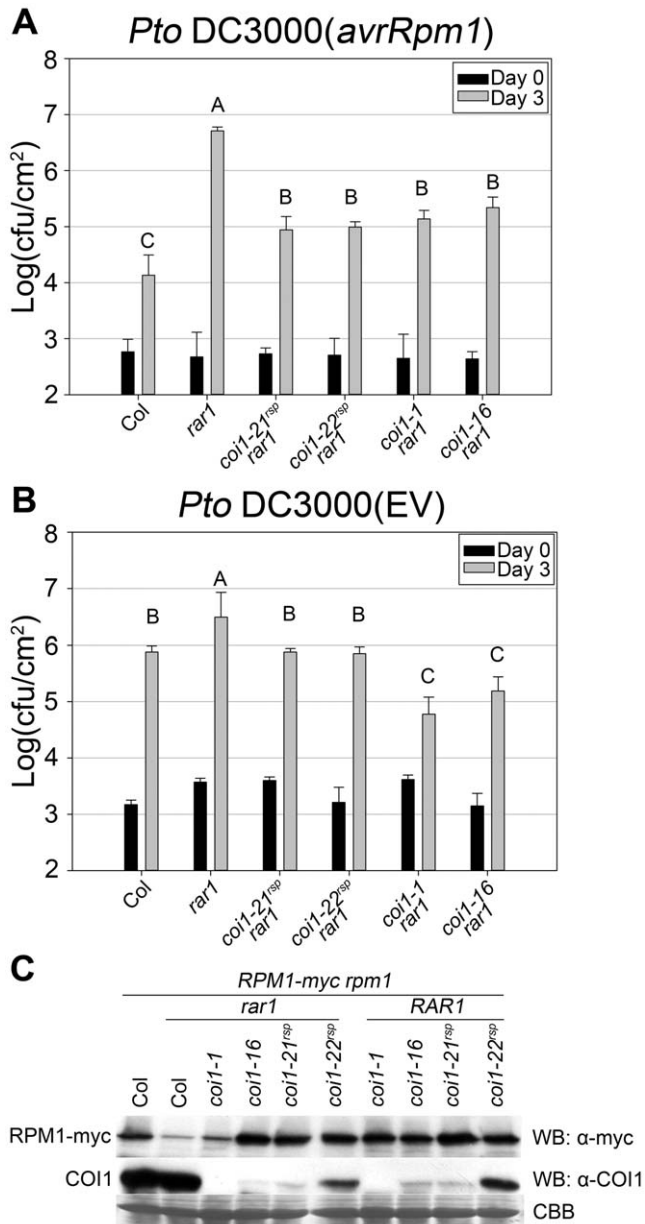 A
Pto DC3000(avrRpm1)
Day 0
Day 3
Log(cfu/cm²)
8
7
6
5
4
3
2
C
A
B
B
B
B
Col
rar1
coi1-21ʳˢᵖ rar1
coi1-22ʳˢᵖ rar1
coi1-1 rar1
coi1-16 rar1
B
Pto DC3000(EV)
Day 0
Day 3
Log(cfu/cm²)
8
7
6
5
4
3
2
B
A
B
B
C
C
Col
rar1
coi1-21ʳˢᵖ rar1
coi1-22ʳˢᵖ rar1
coi1-1 rar1
coi1-16 rar1
C
RPM1-myc rpm1
rar1 RAR1
Col Col coi1-1 coi1-16 coi1-21ʳˢᵖ coi1-22ʳˢᵖ coi1-1 coi1-16 coi1-21ʳˢᵖ coi1-22ʳˢᵖ
RPM1-myc WB: α-myc
COI1 WB: α-COI1
CBB